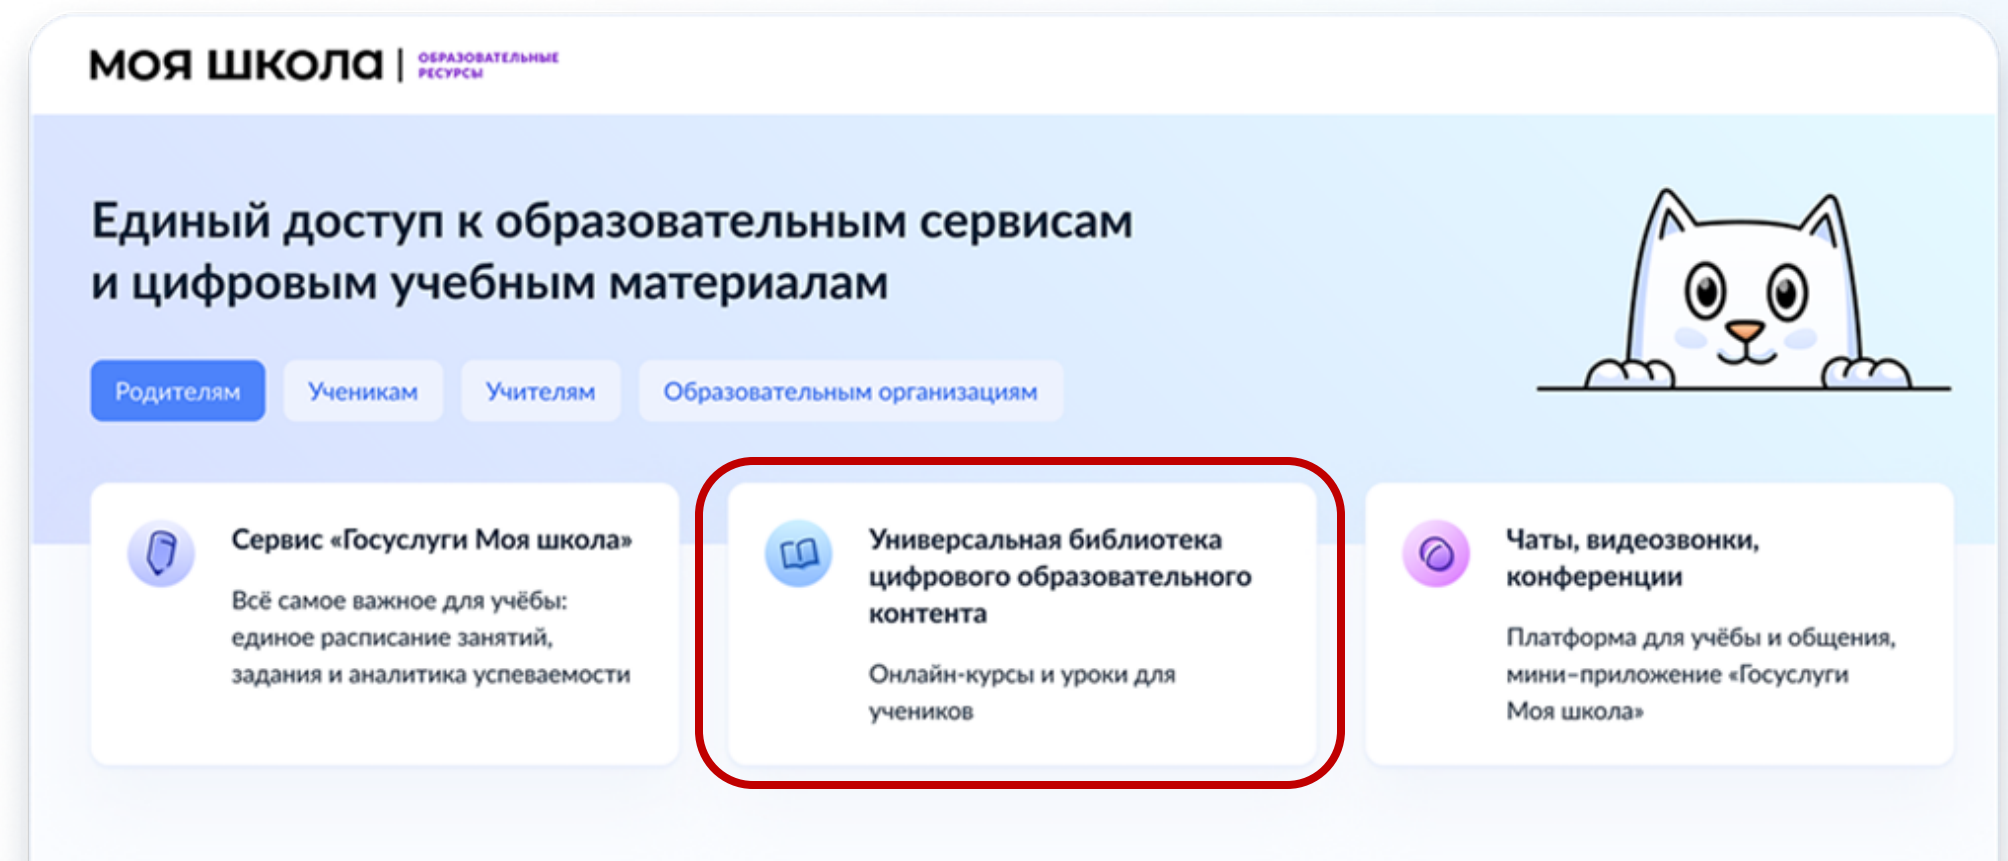 моя школа | ОБРАЗОВАТЕЛЬНЫЕ
РЕСУРСЫ
Единый доступ к образовательным сервисам
и цифровым учебным материалам
Родителям
Ученикам
Учителям
Образовательным организациям
Сервис «Госуслуги Моя школа»
Всё самое важное для учёбы:
единое расписание занятий,
задания и аналитика успеваемости
Универсальная библиотека
цифрового образовательного
контента
Онлайн-курсы и уроки для
учеников
Чаты, видеозвонки,
конференции
Платформа для учёбы и общения,
мини–приложение «Госуслуги
Моя школа»